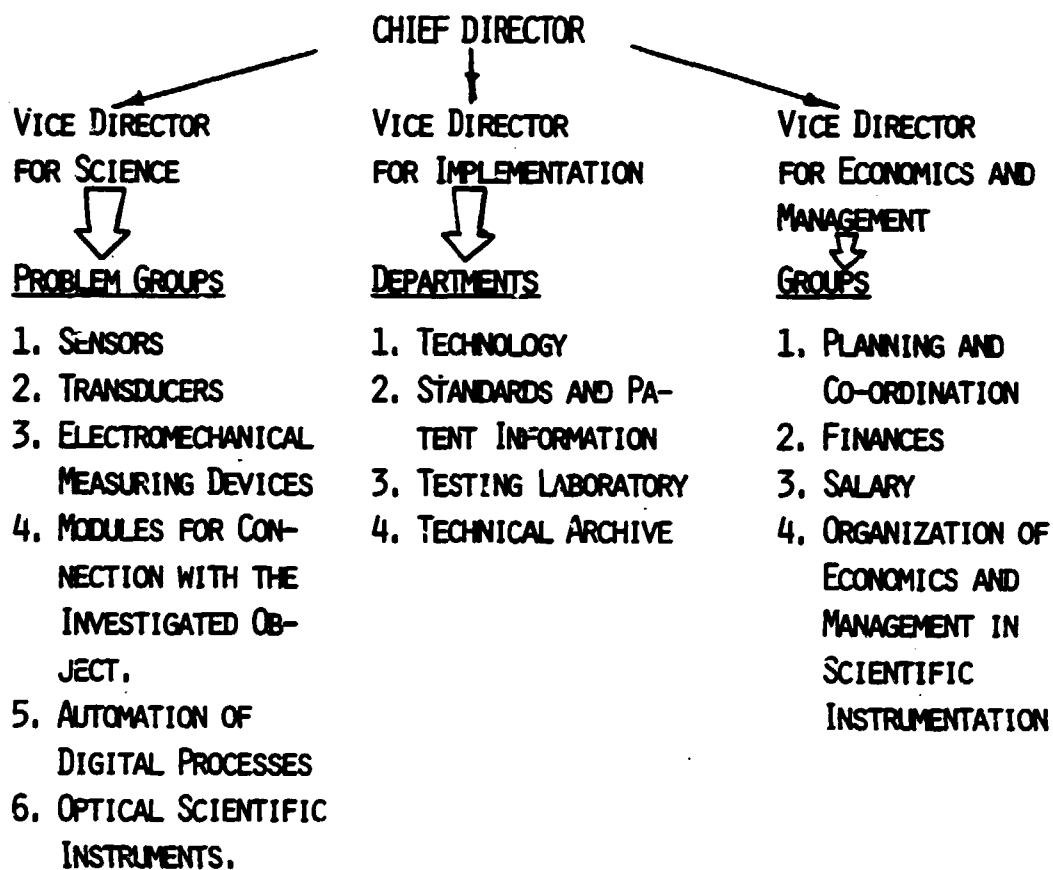 CHIEF DIRECTOR
VICE DIRECTOR
FOR SCIENCE
PROBLEM GROUPS
1. SENSORS
2. TRANSDUCERS
3. ELECTROMECHANICAL
MEASURING DEVICES
4. MODULES FOR CON-
NECTION WITH THE
INVESTIGATED OB-
JECT.
5. AUTOMATION OF
DIGITAL PROCESSES
6. OPTICAL SCIENTIFIC
INSTRUMENTS.
VICE DIRECTOR
FOR IMPLEMENTATION
DEPARTMENTS
1. TECHNOLOGY
2. STANDARDS AND PA-
TENT INFORMATION
3. TESTING LABORATORY
4. TECHNICAL ARCHIVE
VICE DIRECTOR
FOR ECONOMICS AND
MANAGEMENT
GROUPS
1. PLANNING AND
CO-ORDINATION
2. FINANCES
3. SALARY
4. ORGANIZATION OF
ECONOMICS AND
MANAGEMENT IN
SCIENTIFIC
INSTRUMENTATION